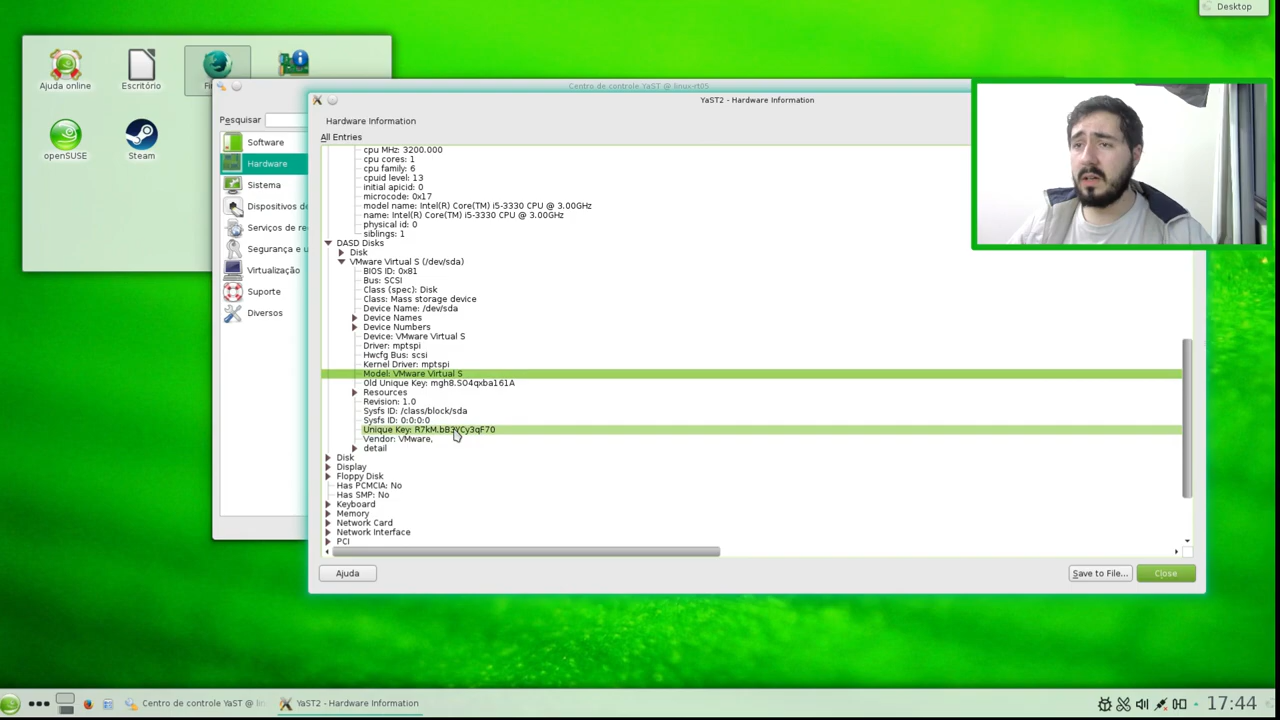 Desktop
Ajuda online
Escritório
Fi
openSUSE
Steam
Centro de controle YaST @ linux-rt05
Pesquisar
Software
Hardware
Sistema
Dispositivos d
Serviços de re
Segurança e u
Virtualização
Suporte
Diversos
YaST2 - Hardware Information
Hardware Information
All Entries
cpu MHz: 3200.000
cpu cores: 1
cpu family: 6
cpuid level: 13
initial apicid: 0
microcode: 0x17
model name: Intel(R) Core(TM) i5-3330 CPU @ 3.00GHz
name: Intel(R) Core(TM) i5-3330 CPU @ 3.00GHz
physical id: 0
siblings: 1
DASD Disks
Disk
VMware Virtual S (/dev/sda)
BIOS ID: 0x81
Bus: SCSI
Class (spec): Disk
Class: Mass storage device
Device Name: /dev/sda
Device Names
Device Numbers
Device: VMware Virtual S
Driver: mptspi
Hwcfg Bus: scsi
Kernel Driver: mptspi
Model: VMware Virtual S
Old Unique Key: mgh8.SO4qxba161A
Resources
Revision: 1.0
Sysfs ID: /class/block/sda
Sysfs ID: 0:0:0:0
Unique Key: R7kM.bB3YCy3qF70
Vendor: VMware,
detail
Disk
Display
Floppy Disk
Has PCMCIA: No
Has SMP: No
Keyboard
Memory
Network Card
Network Interface
PCI
Ajuda
Save to File...
Close
Centro de controle YaST @ lin
YaST2 - Hardware Information
17:44